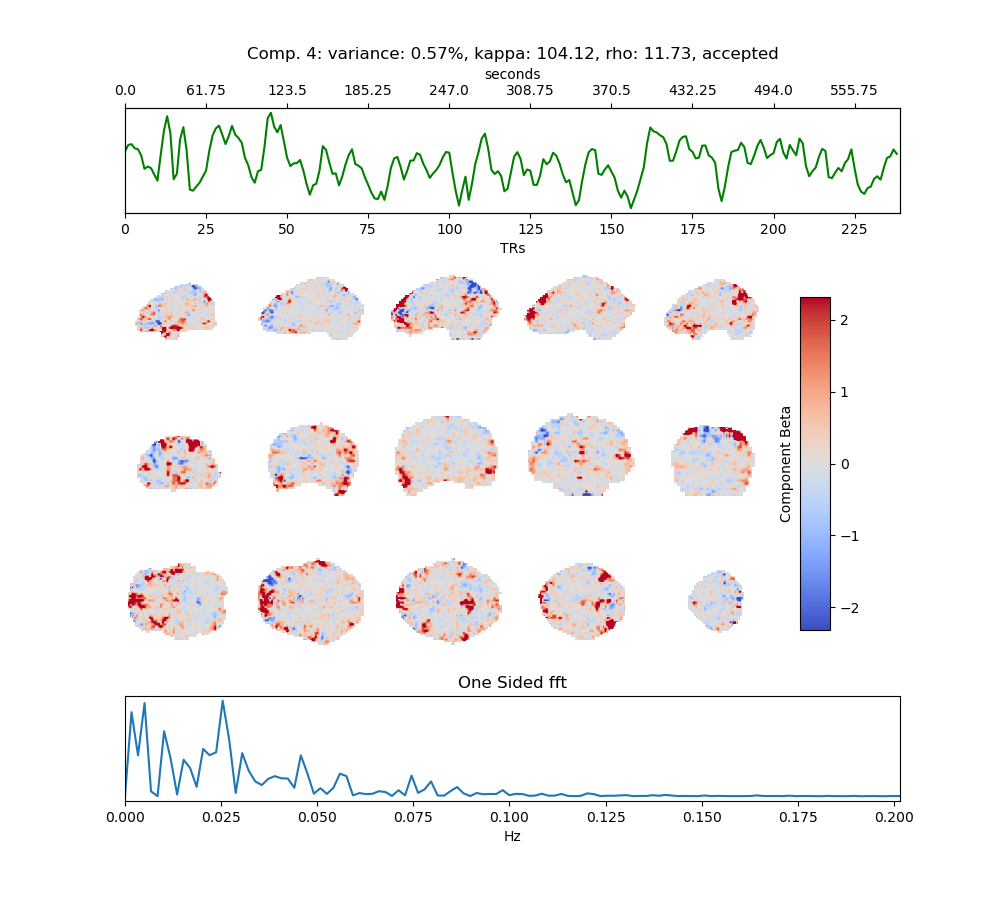 Comp. 4: variance: 0.57%, kappa: 104.12, rho: 11.73, accepted
seconds
0.0 61.75 123.5 185.25 247.0 308.75 370.5 432.25 494.0 555.75
0 25 50 75 100 125 150 175 200 225
TRs
2
1
0
−1
−2
Component Beta
One Sided fft
0.000 0.025 0.050 0.075 0.100 0.125 0.150 0.175 0.200
Hz